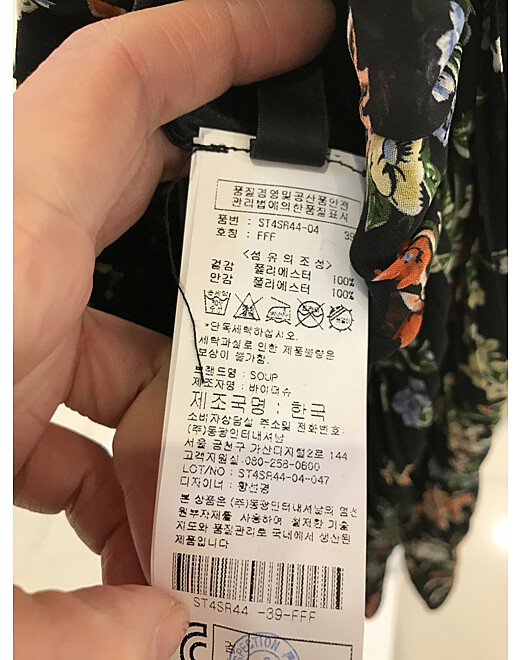 품질경영및공산품안전
관리법에의한품질표시
품번 : ST4SR44-04
호칭 : FFF 39
<섬유의조성>
겉감 폴리에스터 100%
안감 폴리에스터 100%
*단독세탁하십시오.
세탁과실로 인한 제품불량은
보상이 불가함.
브랜드명 : SOUP
제조자명 : 바이더슈
제조국명 : 한국
소비자상담실 주소및 전화번호:
(주)동광인터내셔날
서울 금천구 가산디지털2로 144
고객지원실:080-258-0600
LOT/NO : ST4SR44-04-047
디자이너 : 황선경
본 상품은 (주)동광인터내셔날의 엄선
원부자재를 사용하여 철저한 기술
지도와 품질관리로 국내에서 생산된
제품입니다
ST4SR44 -39-FFF